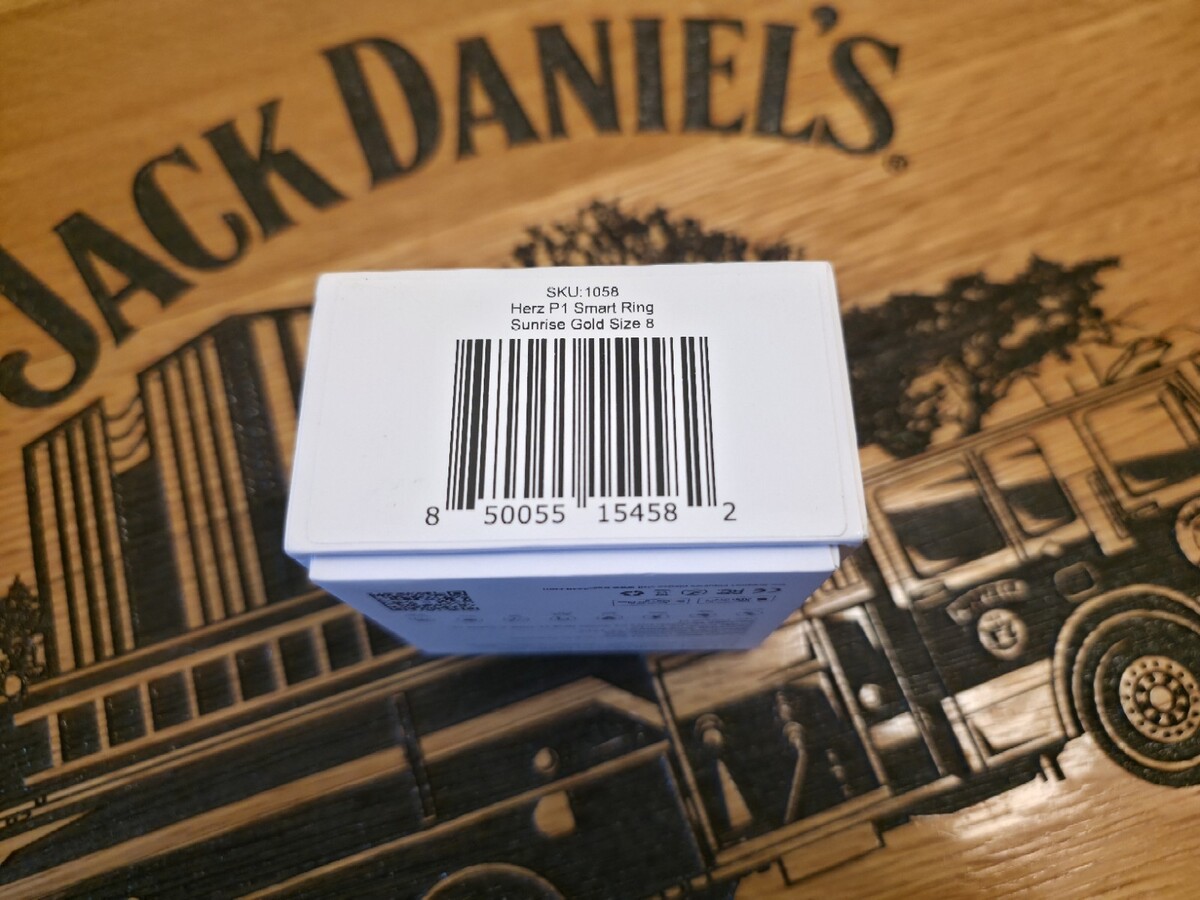 JACK DANIEL'S®
SKU:1058
Herz P1 Smart Ring
Sunrise Gold Size 8
8 50055 15458 2